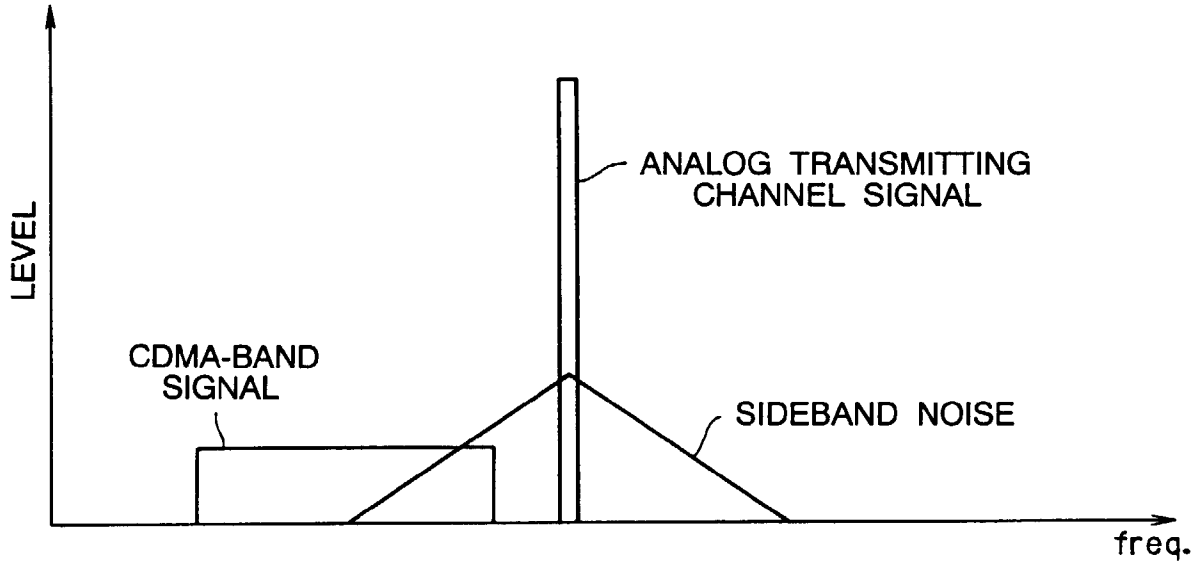 ANALOG TRANSMITTING
CHANNEL SIGNAL
LEVEL
CDMA-BAND
SIGNAL
SIDEBAND NOISE
freq.